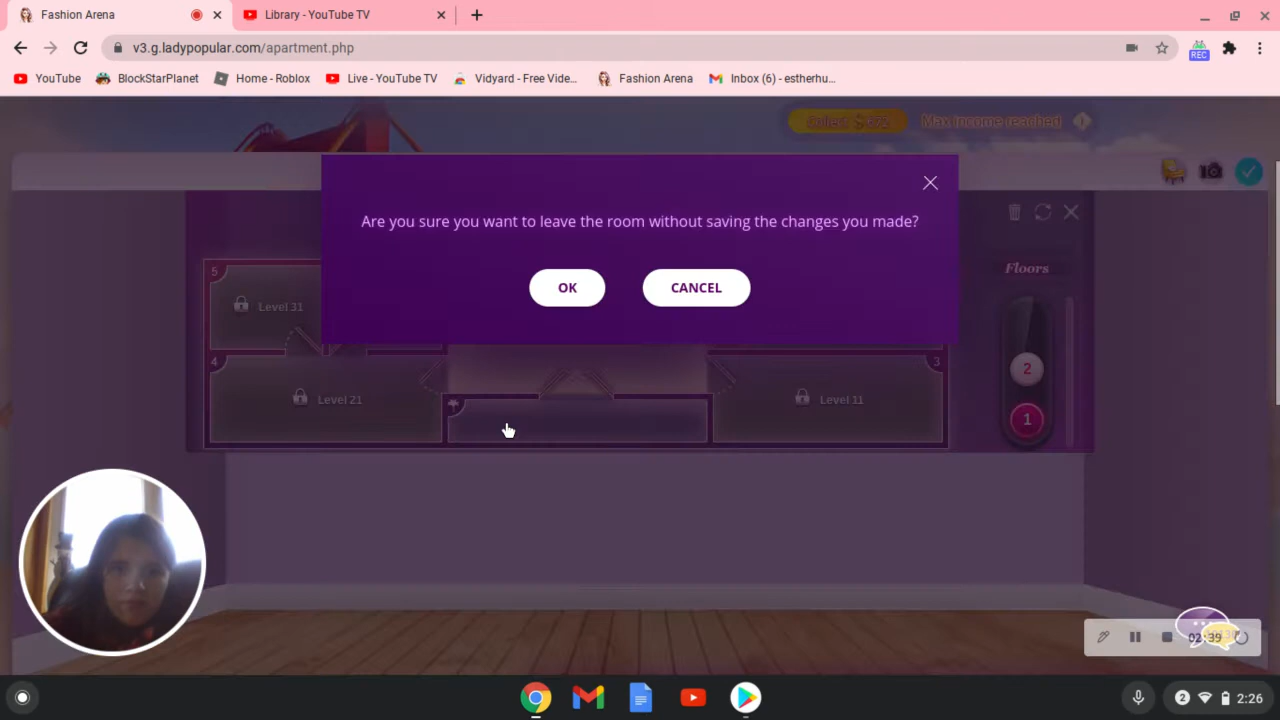 Fashion Arena
Library - YouTube TV
v3.g.ladypopular.com/apartment.php
REC
YouTube
BlockStarPlanet
Home - Roblox
Live - YouTube TV
Vidyard - Free Vide...
Fashion Arena
Inbox (6) - estherhu...
Collect $ 672
Max income reached
Are you sure you want to leave the room without saving the changes you made?
OK
CANCEL
Floors
5
Level 31
4
3
2
Level 21
Level 11
1
02:39
2
2:26